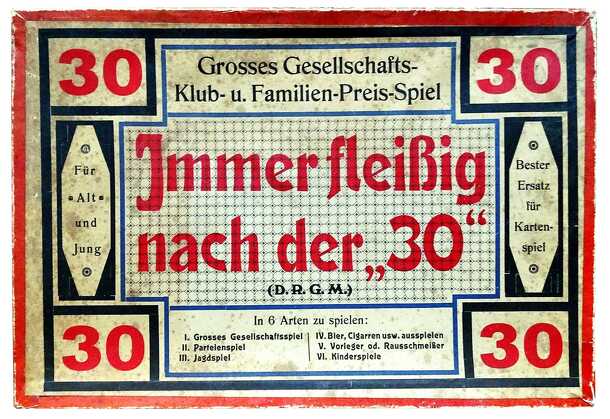 30
Grosses Gesellschafts-
Klub- u. Familien-Preis-Spiel
30
Für
Alt
und
Jung
Immer fleißig
nach der „30“
(D. R. G. M.)
Bester
Ersatz
für
Karten-
spiel
30
In 6 Arten zu spielen:
I. Grosses Gesellschaftsspiel
II. Parteienspiel
III. Jagdspiel
IV. Bier, Cigarren usw. ausspielen
V. Vorleger od. Rausschmeißer
VI. Kinderspiele
30